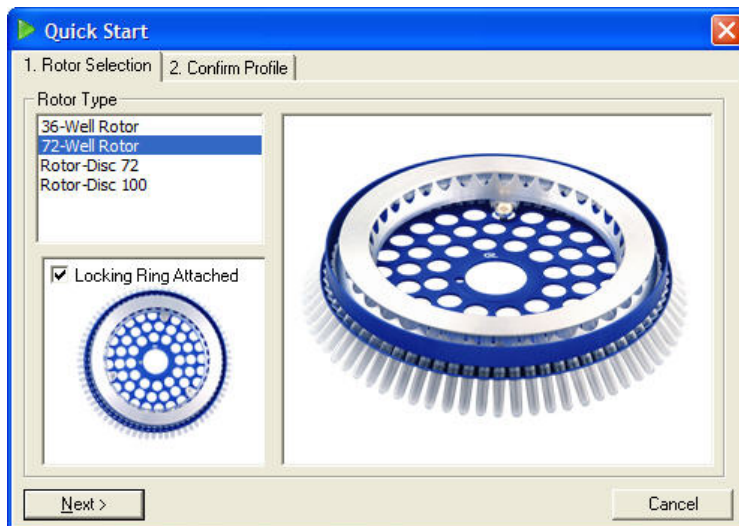 Quick Start
1. Rotor Selection 2. Confirm Profile
Rotor Type
36-Well Rotor
72-Well Rotor
Rotor-Disc 72
Rotor-Disc 100
Locking Ring Attached
Next >
Cancel